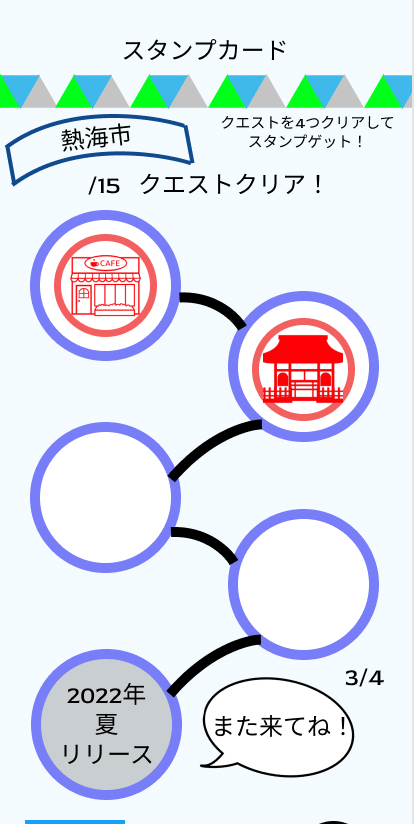 スタンプカード
熱海市
クエストを4つクリアして
スタンプゲット！
/15 クエストクリア！
CAFE
3/4
2022年
夏
リリース
また来てね！